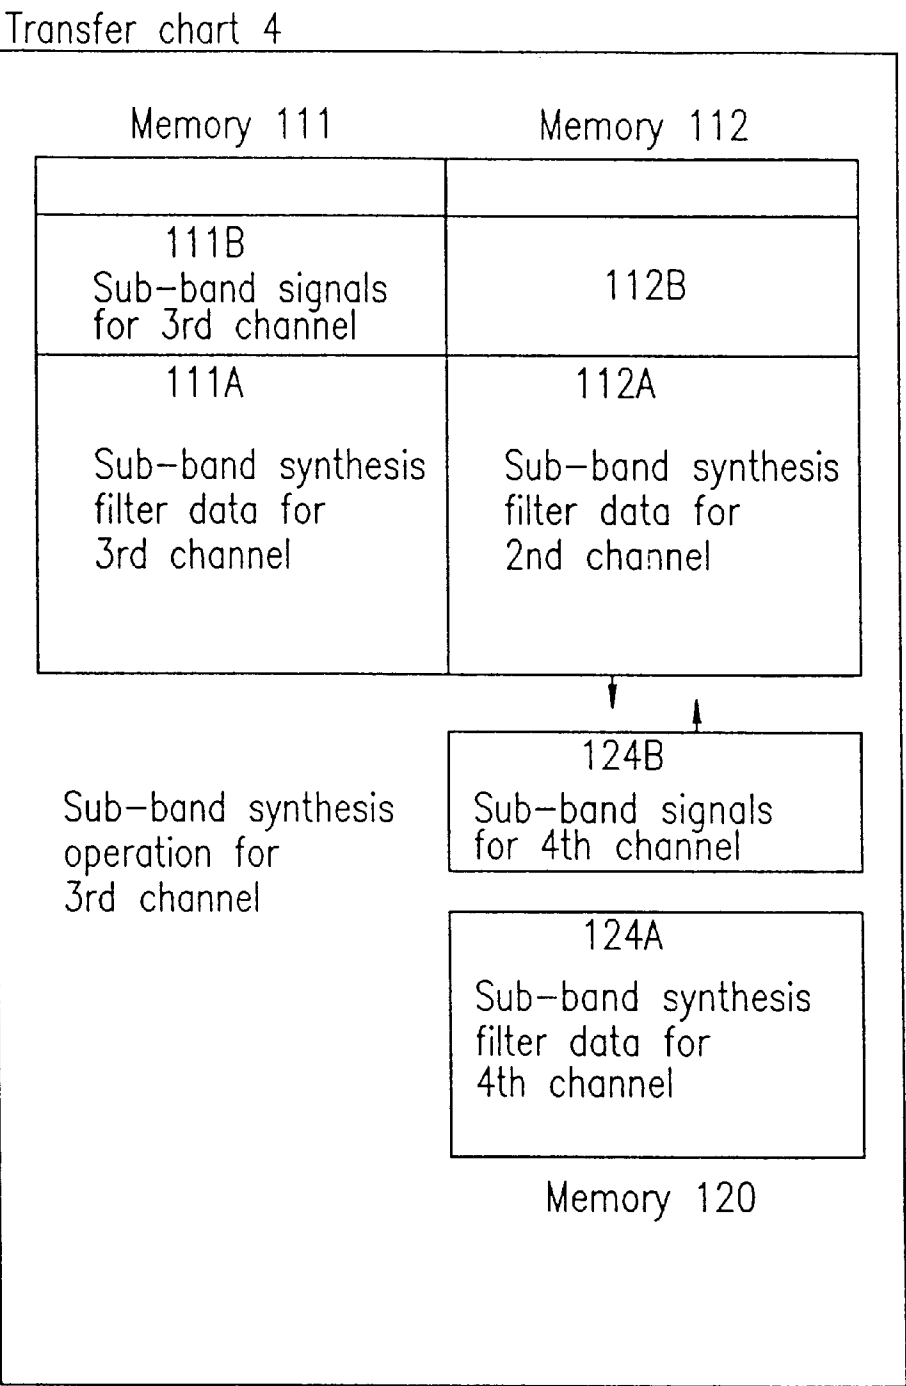 Transfer chart 4
Memory 111
Memory 112
111B
Sub-band signals
for 3rd channel
112B
111A
Sub-band synthesis
filter data for
3rd channel
112A
Sub-band synthesis
filter data for
2nd channel
Sub-band synthesis
operation for
3rd channel
124B
Sub-band signals
for 4th channel
124A
Sub-band synthesis
filter data for
4th channel
Memory 120